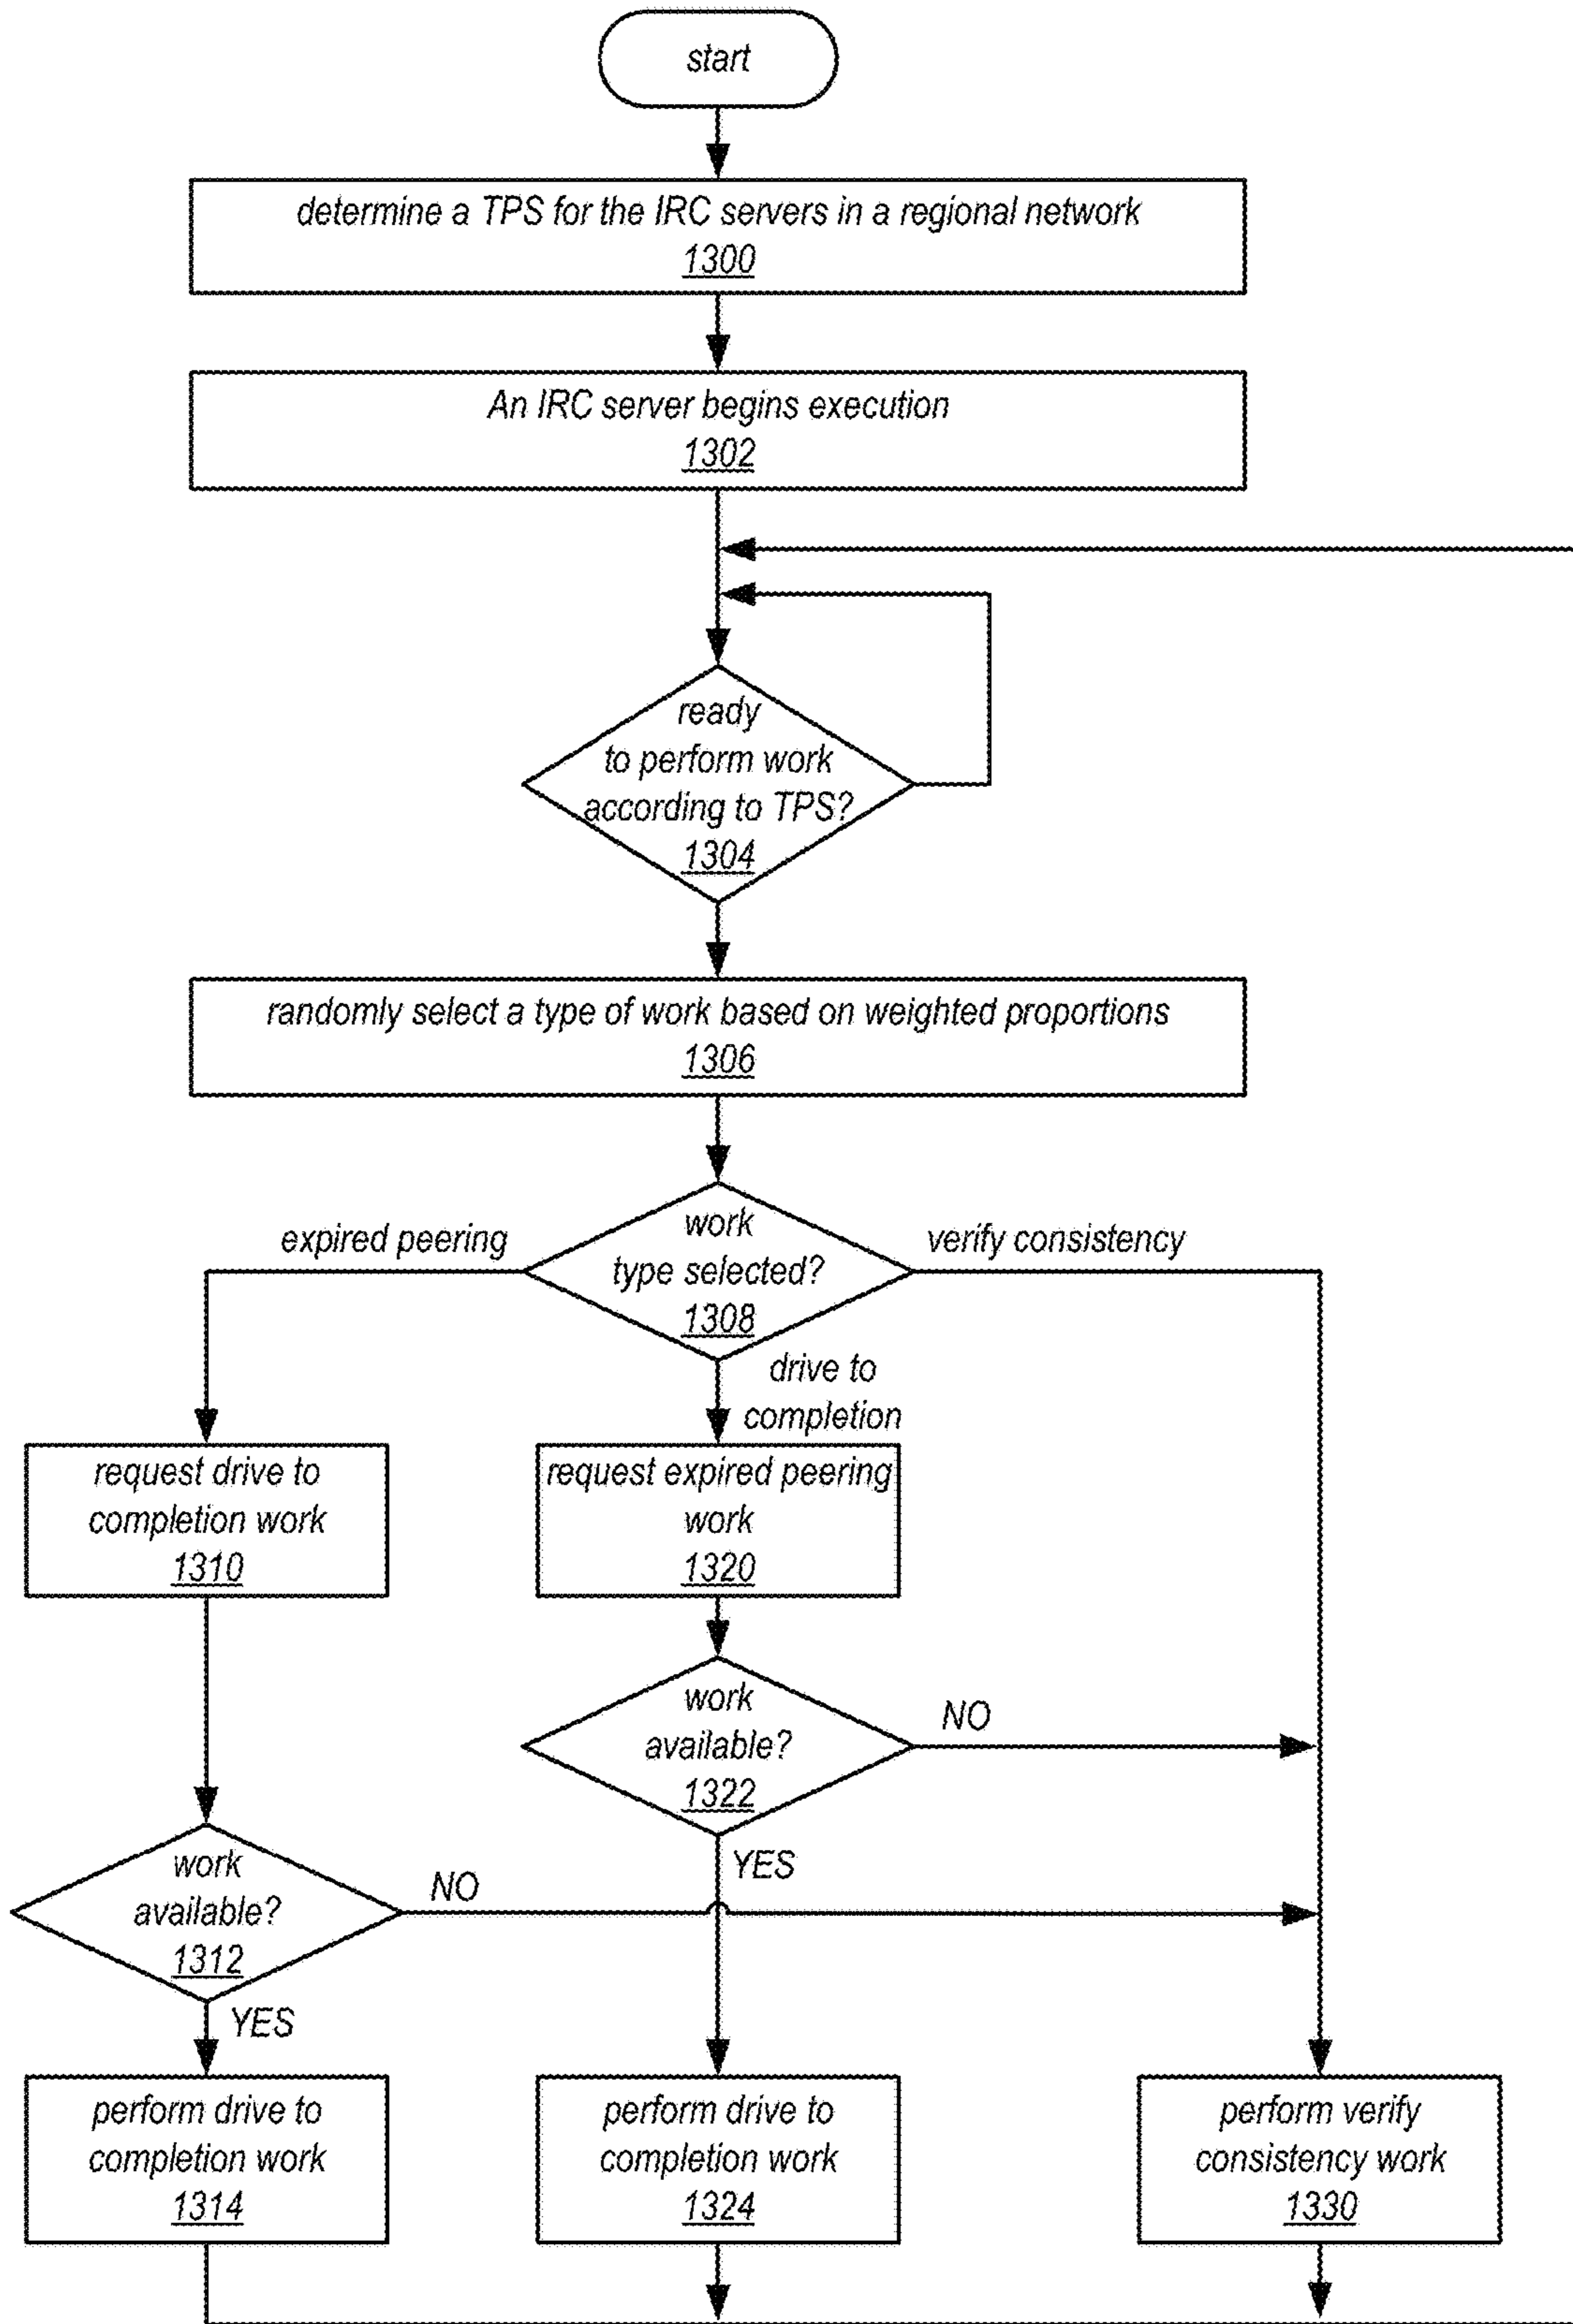 start
determine a TPS for the IRC servers in a regional network
1300
An IRC server begins execution
1302
ready
to perform work
according to TPS?
1304
randomly select a type of work based on weighted proportions
1306
expired peering
work
type selected?
1308
verify consistency
drive to
completion
request drive to
completion work
1310
request expired peering
work
1320
work
available?
1322
NO
YES
work
available?
1312
NO
YES
perform drive to
completion work
1314
perform drive to
completion work
1324
perform verify
consistency work
1330